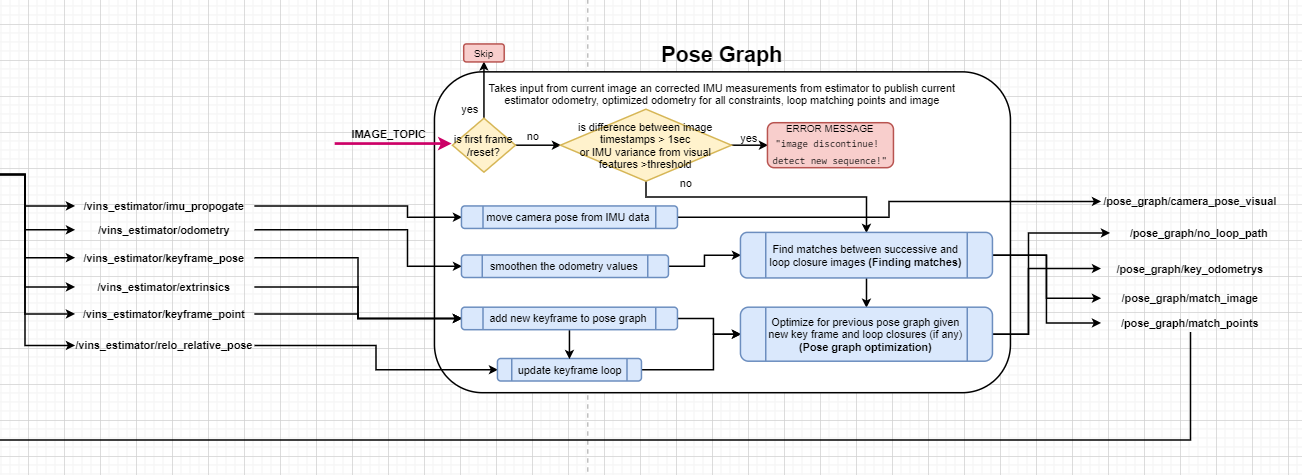 Pose Graph
Skip
Takes input from current image an corrected IMU measurements from estimator to publish current
estimator odometry, optimized odometry for all constraints, loop matching points and image
yes
IMAGE_TOPIC
is first frame
/reset?
no
is difference between image
timestamps > 1sec
or IMU variance from visual
features >threshold
yes
ERROR MESSAGE
"image discontinue!
detect new sequence!"
no
/vins_estimator/imu_propogate
/vins_estimator/odometry
/vins_estimator/keyframe_pose
/vins_estimator/extrinsics
/vins_estimator/keyframe_point
/vins_estimator/relo_relative_pose
move camera pose from IMU data
smoothen the odometry values
add new keyframe to pose graph
update keyframe loop
Find matches between successive and
loop closure images (Finding matches)
Optimize for previous pose graph given
new key frame and loop closures (if any)
(Pose graph optimization)
/pose_graph/camera_pose_visual
/pose_graph/no_loop_path
/pose_graph/key_odometrys
/pose_graph/match_image
/pose_graph/match_points